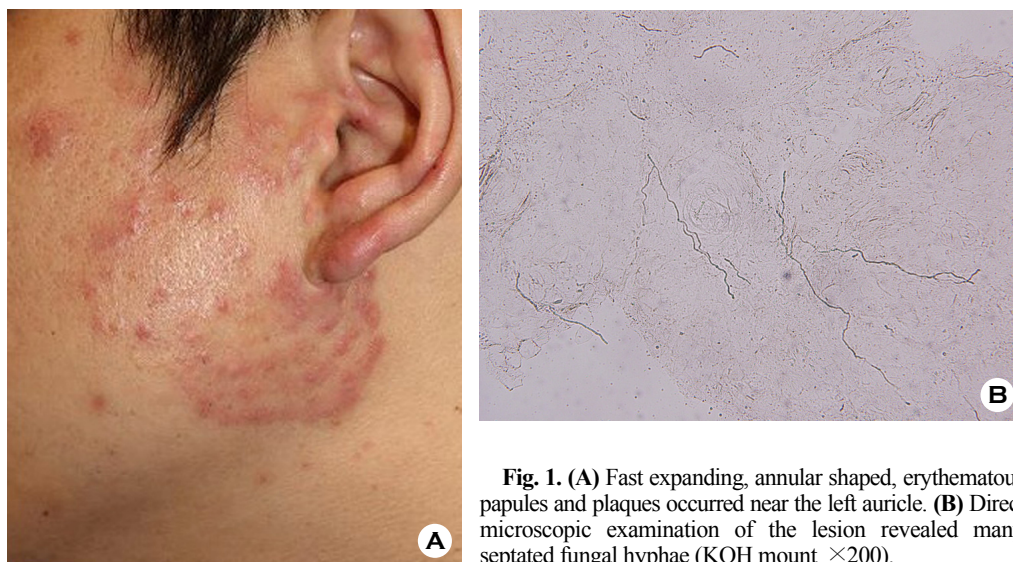 A
B
Fig. 1. (A) Fast expanding, annular shaped, erythematou
papules and plaques occurred near the left auricle. (B) Direc
microscopic examination of the lesion revealed man
septated fungal hyphae (KOH mount ×200).